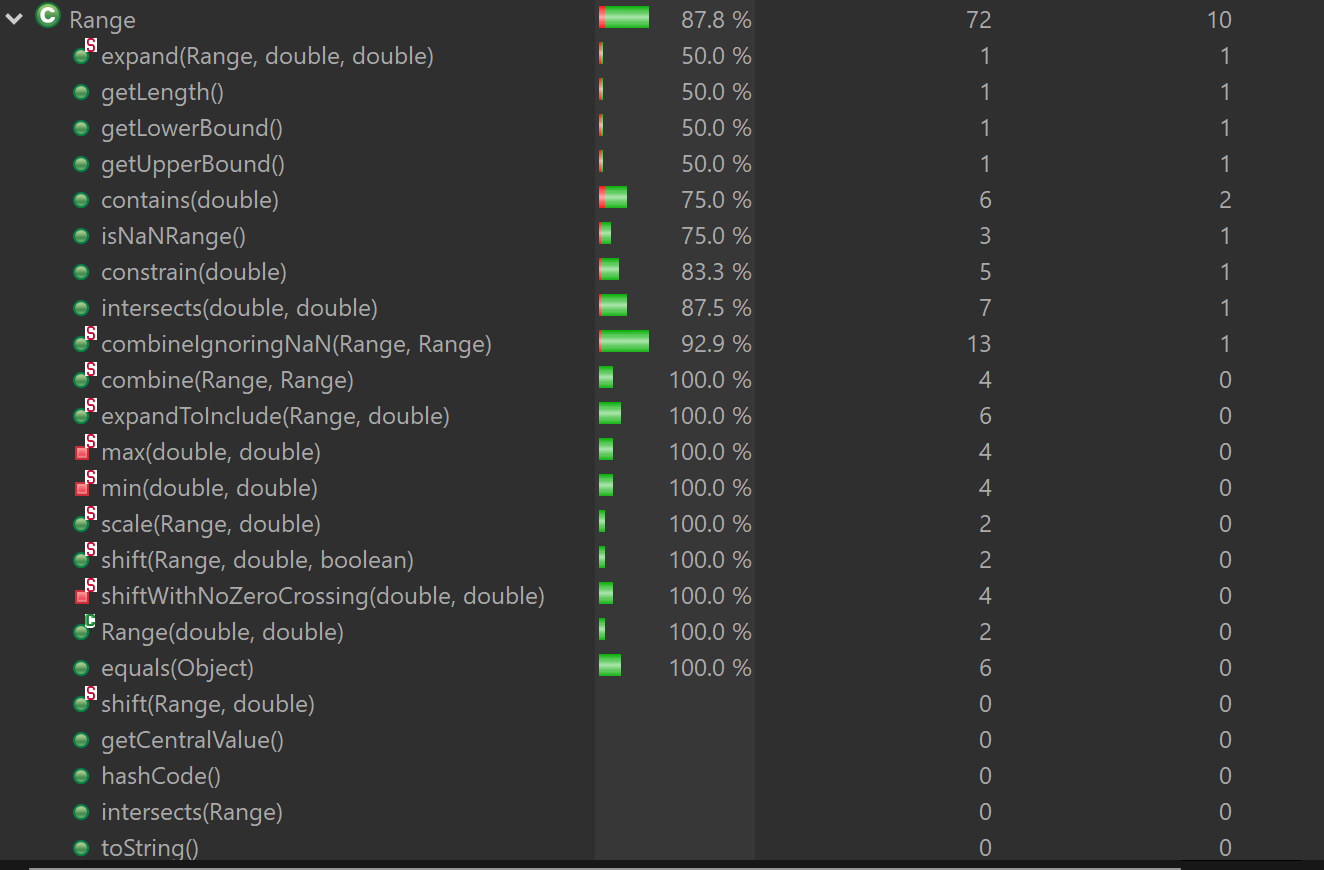 C Range 87.8 % 72 10
S expand(Range, double, double) 50.0 % 1 1
getLength() 50.0 % 1 1
getLowerBound() 50.0 % 1 1
getUpperBound() 50.0 % 1 1
contains(double) 75.0 % 6 2
isNaNRange() 75.0 % 3 1
constrain(double) 83.3 % 5 1
intersects(double, double) 87.5 % 7 1
S combineIgnoringNaN(Range, Range) 92.9 % 13 1
S combine(Range, Range) 100.0 % 4 0
S expandToInclude(Range, double) 100.0 % 6 0
S max(double, double) 100.0 % 4 0
S min(double, double) 100.0 % 4 0
S scale(Range, double) 100.0 % 2 0
S shift(Range, double, boolean) 100.0 % 2 0
S shiftWithNoZeroCrossing(double, double) 100.0 % 4 0
C Range(double, double) 100.0 % 2 0
equals(Object) 100.0 % 6 0
S shift(Range, double) 0 0
getCentralValue() 0 0
hashCode() 0 0
intersects(Range) 0 0
toString() 0 0